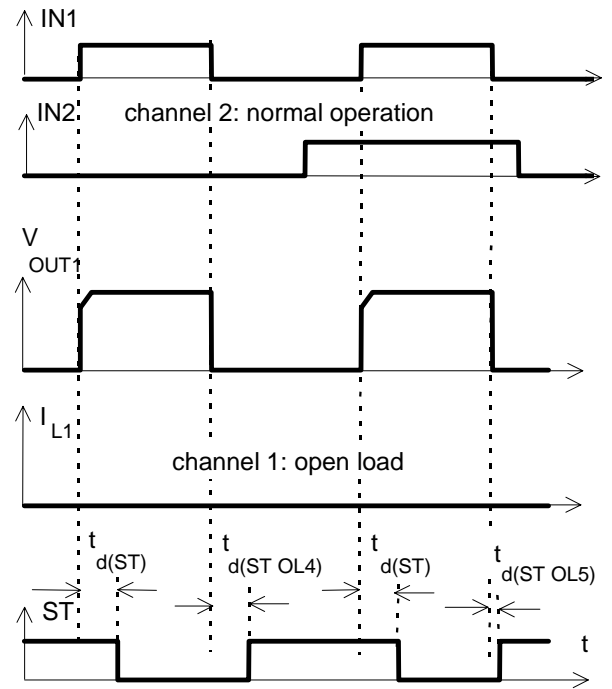 IN1
IN2
channel 2: normal operation
V
OUT1
I L1
channel 1: open load
t d(ST)
t d(ST OL4)
t d(ST)
t d(ST OL5)
ST
t